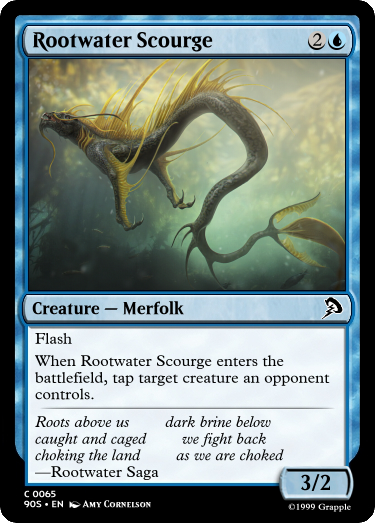 Rootwater Scourge 2
Creature — Merfolk
Flash
When Rootwater Scourge enters the
battlefield, tap target creature an opponent
controls.
Roots above us dark brine below
caught and caged we fight back
choking the land as we are choked
—Rootwater Saga
3/2
C 0065
90S • EN Amy Cornelson
©1999 Grapple